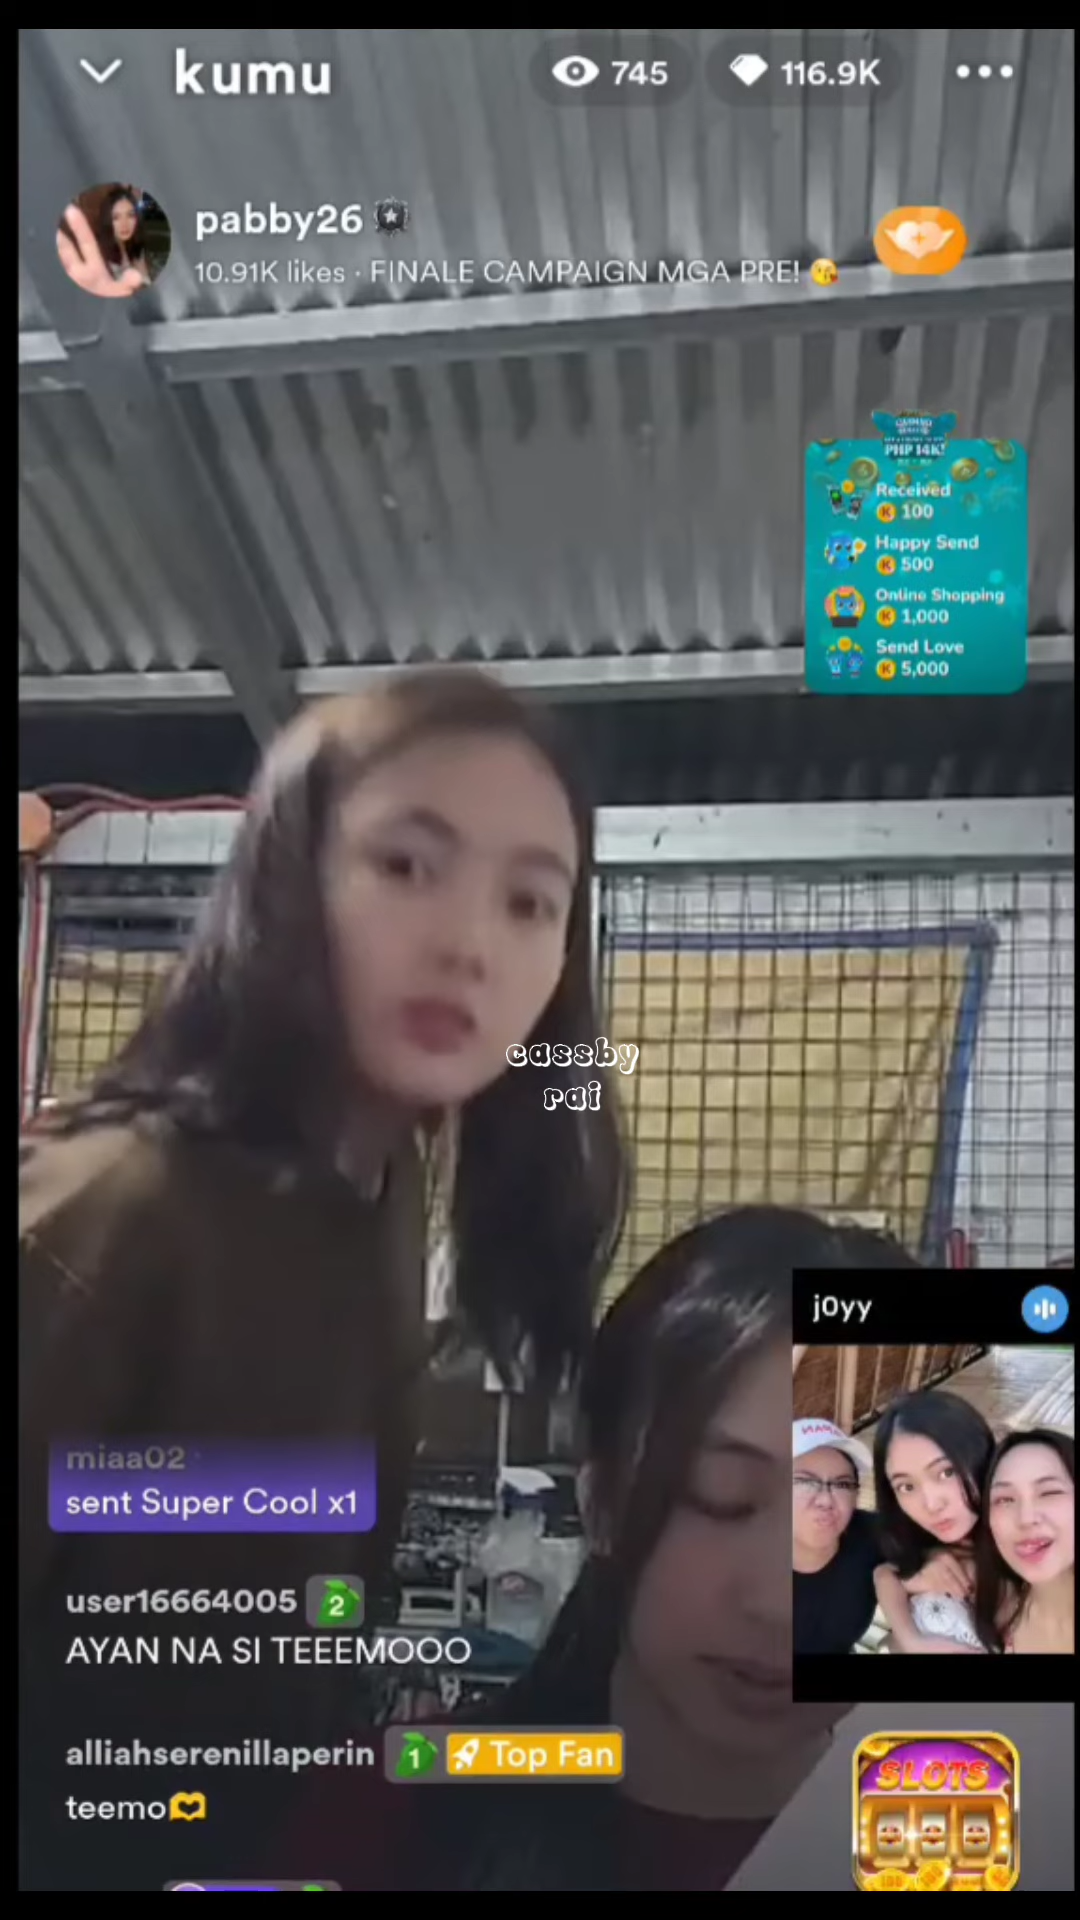 kumu
745
116.9K
pabby26
10.91K likes · FINALE CAMPAIGN MGA PRE! 😘
PHP 14K!
Received
K 100
Happy Send
K 500
Online Shopping
K 1,000
Send Love
K 5,000
cassby
rai
j0yy
miaa02 ·
sent Super Cool x1
user16664005 2
AYAN NA SI TEEEMOOO
alliahserenillaperin 1 Top Fan
teemo🫶
SLOTS